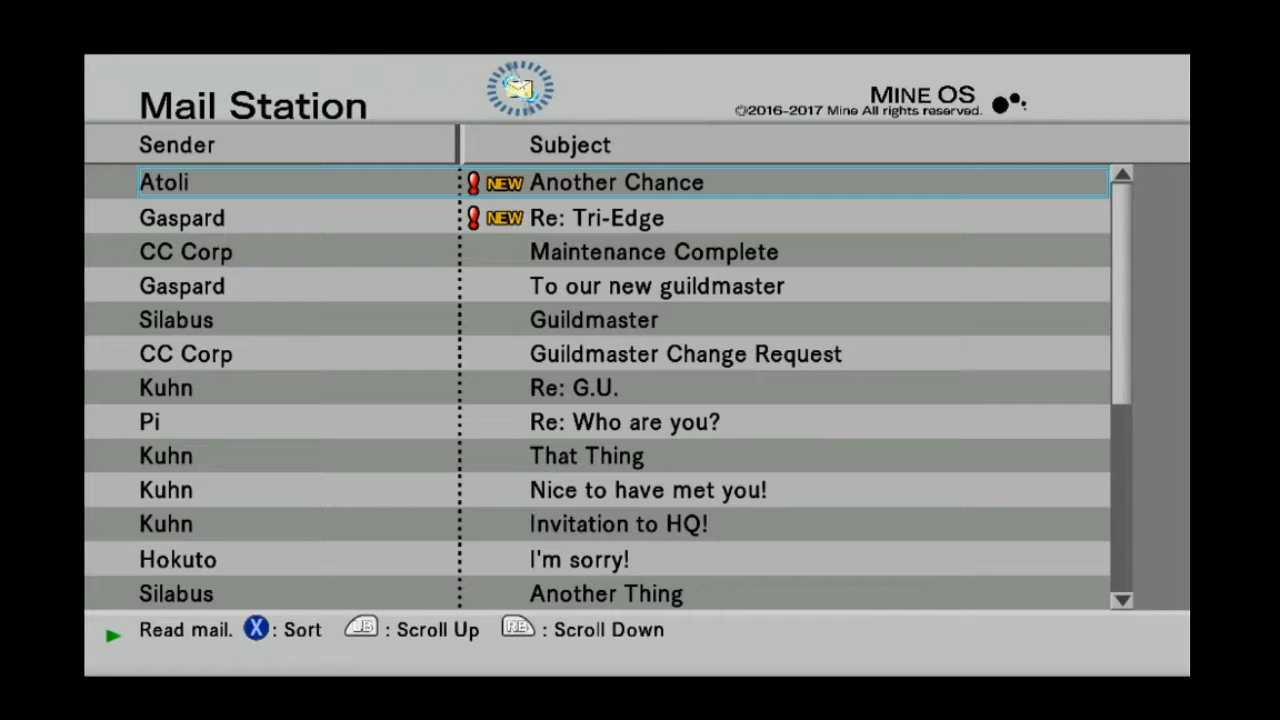 Mail Station
MINE OS
©2016-2017 Mine All rights reserved.
Sender Subject
Atoli NEW Another Chance
Gaspard NEW Re: Tri-Edge
CC Corp Maintenance Complete
Gaspard To our new guildmaster
Silabus Guildmaster
CC Corp Guildmaster Change Request
Kuhn Re: G.U.
Pi Re: Who are you?
Kuhn That Thing
Kuhn Nice to have met you!
Kuhn Invitation to HQ!
Hokuto I'm sorry!
Silabus Another Thing
Read mail. X: Sort LB: Scroll Up RB: Scroll Down